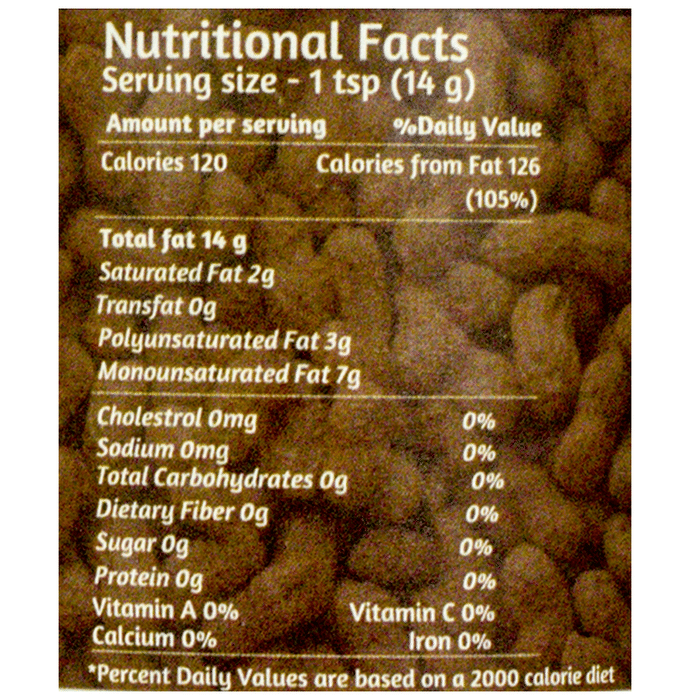 Nutritional Facts
Serving size - 1 tsp (14 g)
Amount per serving %Daily Value
Calories 120 Calories from Fat 126
(105%)
Total fat 14 g
Saturated Fat 2g
Transfat 0g
Polyunsaturated Fat 3g
Monounsaturated Fat 7g
Cholestrol 0mg 0%
Sodium 0mg 0%
Total Carbohydrates 0g 0%
Dietary Fiber 0g 0%
Sugar 0g 0%
Protein 0g 0%
Vitamin A 0% Vitamin C 0%
Calcium 0% Iron 0%
*Percent Daily Values are based on a 2000 calorie diet